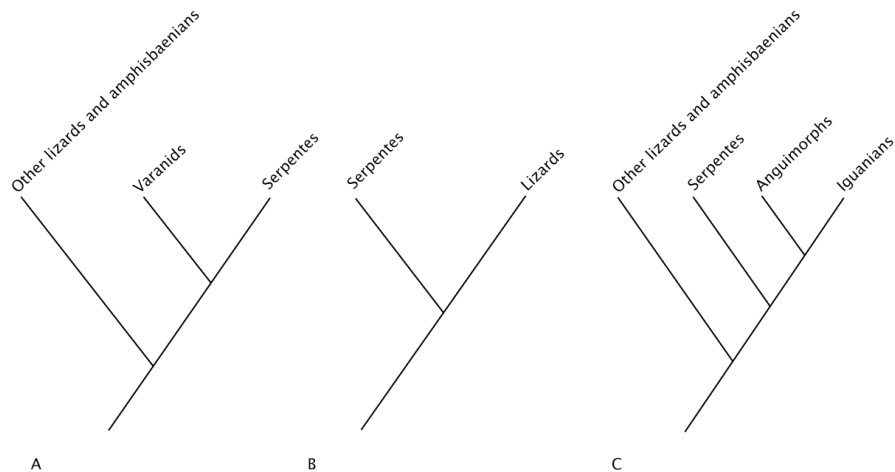 Other lizards and amphisbaenians
Varanids
Serpentes
Serpentes
Lizards
Other lizards and amphisbaenians
Serpentes
Anguimorphs
Iguanians
A
B
C